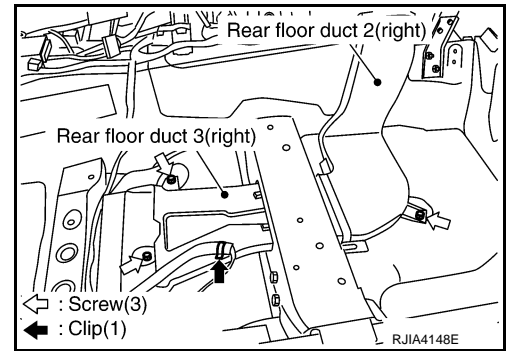 Rear floor duct 2(right)
Rear floor duct 3(right)
: Screw(3)
: Clip(1)
RJIA4148E